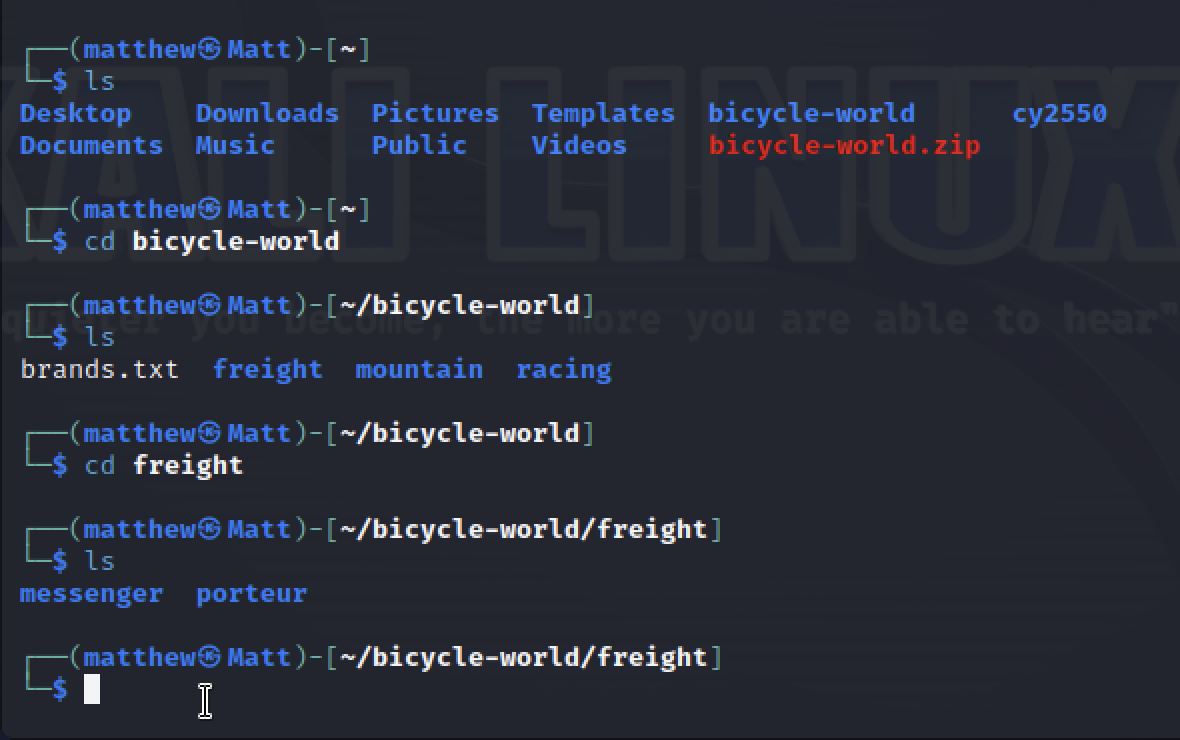 ┌──(matthew㉿Matt)-[~]
└─$ ls
Desktop    Downloads  Pictures  Templates  bicycle-world      cy2550
Documents  Music      Public    Videos     bicycle-world.zip
┌──(matthew㉿Matt)-[~]
└─$ cd bicycle-world
┌──(matthew㉿Matt)-[~/bicycle-world]
└─$ ls
brands.txt  freight  mountain  racing
┌──(matthew㉿Matt)-[~/bicycle-world]
└─$ cd freight
┌──(matthew㉿Matt)-[~/bicycle-world/freight]
└─$ ls
messenger  porteur
┌──(matthew㉿Matt)-[~/bicycle-world/freight]
└─$
KALI LINUX
quieter you become, the more you are able to hear"